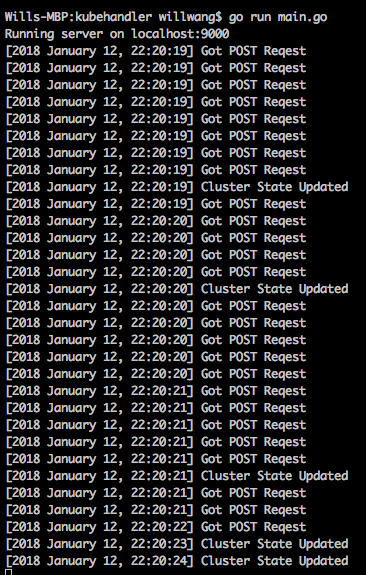 Wills-MBP:kubehandler willwang$ go run main.go
Running server on localhost:9000
[2018 January 12, 22:20:19] Got POST Reqest
[2018 January 12, 22:20:19] Got POST Reqest
[2018 January 12, 22:20:19] Got POST Reqest
[2018 January 12, 22:20:19] Got POST Reqest
[2018 January 12, 22:20:19] Got POST Reqest
[2018 January 12, 22:20:19] Got POST Reqest
[2018 January 12, 22:20:19] Got POST Reqest
[2018 January 12, 22:20:19] Got POST Reqest
[2018 January 12, 22:20:19] Cluster State Updated
[2018 January 12, 22:20:19] Got POST Reqest
[2018 January 12, 22:20:20] Got POST Reqest
[2018 January 12, 22:20:20] Got POST Reqest
[2018 January 12, 22:20:20] Got POST Reqest
[2018 January 12, 22:20:20] Got POST Reqest
[2018 January 12, 22:20:20] Cluster State Updated
[2018 January 12, 22:20:20] Got POST Reqest
[2018 January 12, 22:20:20] Got POST Reqest
[2018 January 12, 22:20:20] Got POST Reqest
[2018 January 12, 22:20:20] Got POST Reqest
[2018 January 12, 22:20:20] Got POST Reqest
[2018 January 12, 22:20:21] Got POST Reqest
[2018 January 12, 22:20:21] Got POST Reqest
[2018 January 12, 22:20:21] Got POST Reqest
[2018 January 12, 22:20:21] Got POST Reqest
[2018 January 12, 22:20:21] Got POST Reqest
[2018 January 12, 22:20:21] Cluster State Updated
[2018 January 12, 22:20:21] Got POST Reqest
[2018 January 12, 22:20:21] Got POST Reqest
[2018 January 12, 22:20:22] Got POST Reqest
[2018 January 12, 22:20:23] Cluster State Updated
[2018 January 12, 22:20:24] Cluster State Updated